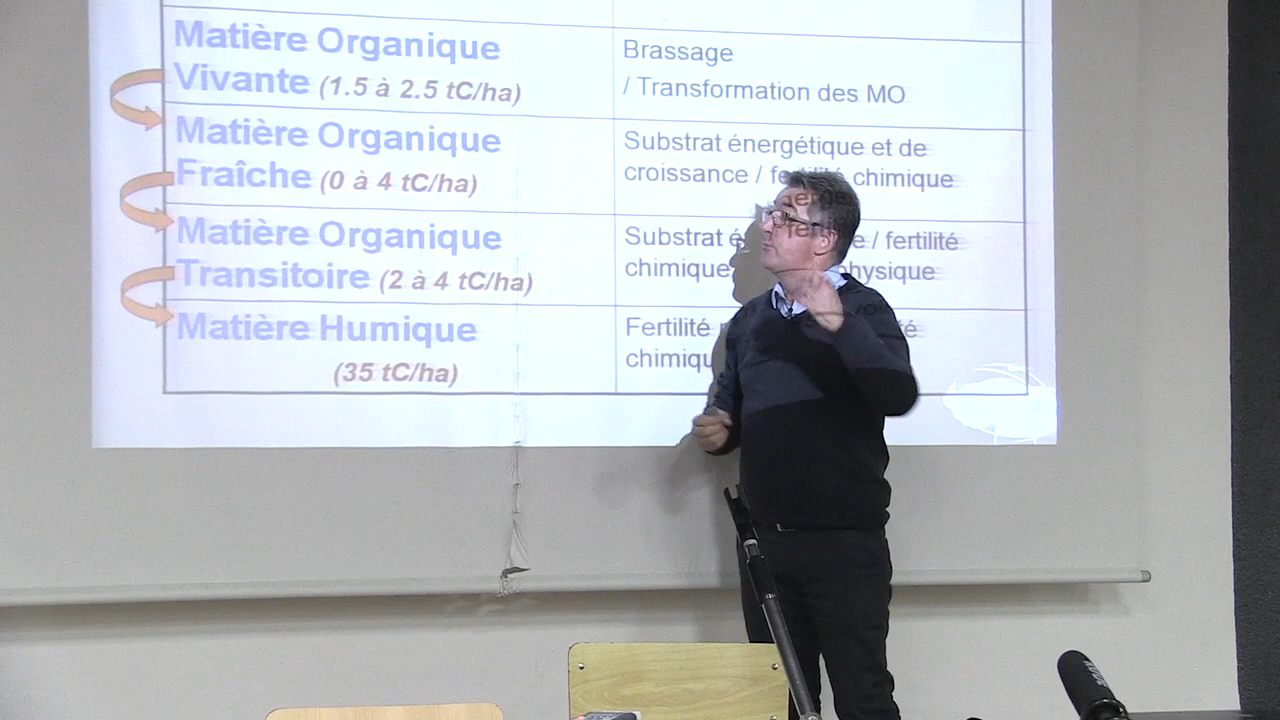 Matière Organique
Vivante (1.5 à 2.5 tC/ha)
Brassage
/ Transformation des MO
Matière Organique
Fraîche (0 à 4 tC/ha)
Substrat énergétique et de
croissance / chimique
Matière Organique
Transitoire (2 à 4 tC/ha)
Substrat / fertilité
chimique physique
Matière Humique
(35 tC/ha)
Fertilité